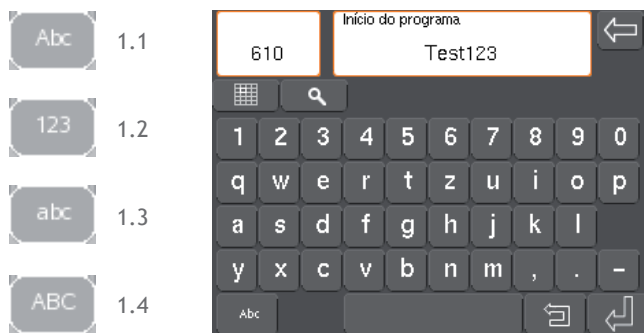 Abc 1.1
123 1.2
abc 1.3
ABC 1.4
610
Início do programa
Test123
1 2 3 4 5 6 7 8 9 0
q w e r t z u i o p
a s d f g h j k l
y x c v b n m , . -
Abc